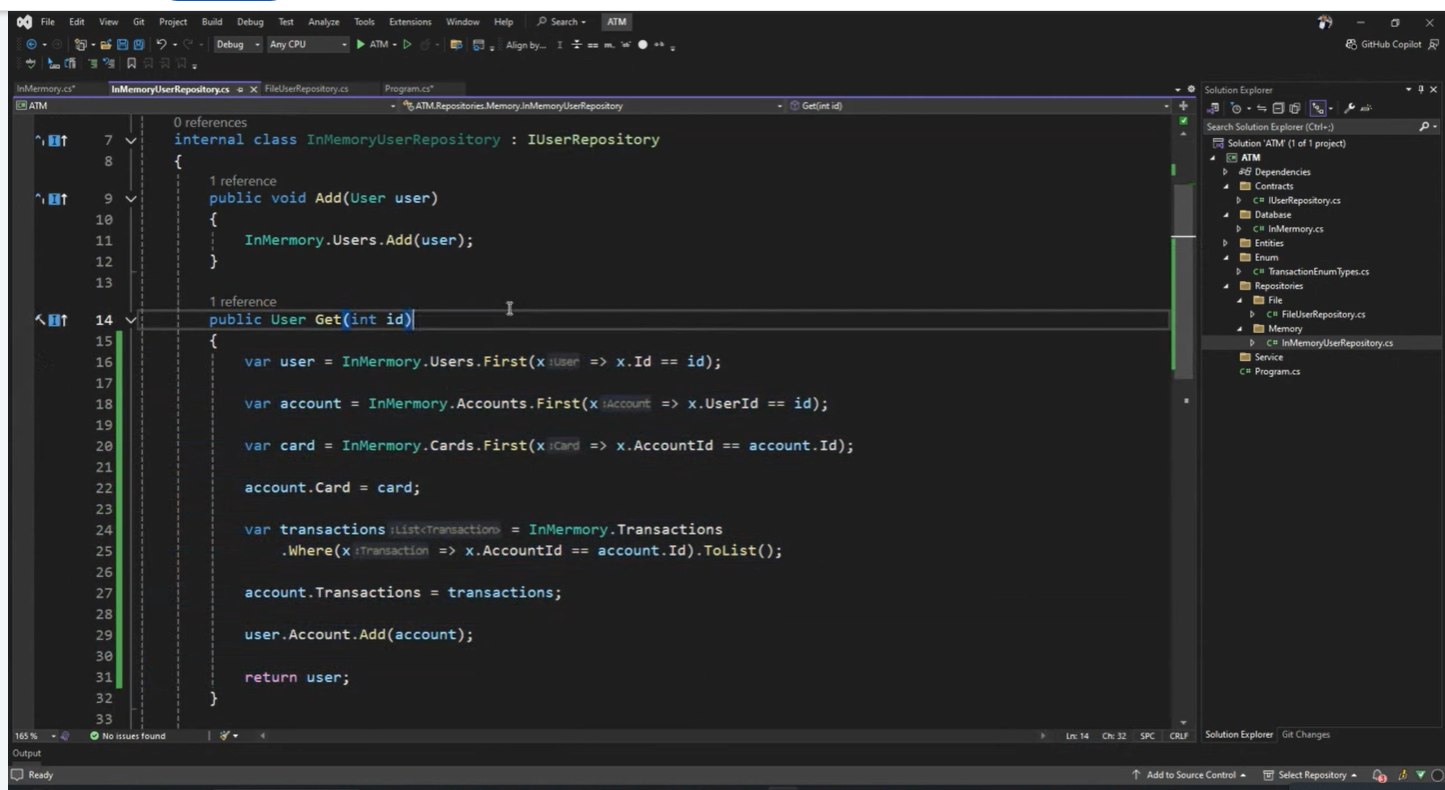 File Edit View Git Project Build Debug Test Analyze Tools Extensions Window Help Search ATM
Debug Any CPU ATM Align by... GitHub Copilot
InMermory.cs* InMemoryUserRepository.cs FileUserRepository.cs Program.cs*
ATM ATM.Repositories.Memory.InMemoryUserRepository Get(int id)
0 references
7 internal class InMemoryUserRepository : IUserRepository
8 {
1 reference
9 public void Add(User user)
10 {
11 InMermory.Users.Add(user);
12 }
13
1 reference
14 public User Get(int id)
15 {
16 var user = InMermory.Users.First(x :User => x.Id == id);
17
18 var account = InMermory.Accounts.First(x :Account => x.UserId == id);
19
20 var card = InMermory.Cards.First(x :Card => x.AccountId == account.Id);
21
22 account.Card = card;
23
24 var transactions :List<Transaction> = InMermory.Transactions
25 .Where(x :Transaction => x.AccountId == account.Id).ToList();
26
27 account.Transactions = transactions;
28
29 user.Account.Add(account);
30
31 return user;
32 }
33
165 % No issues found Ln: 14 Ch: 32 SPC CRLF
Output
Ready Add to Source Control Select Repository
Solution Explorer
Search Solution Explorer (Ctrl+;)
Solution 'ATM' (1 of 1 project)
ATM
Dependencies
Contracts
C# IUserRepository.cs
Database
C# InMermory.cs
Entities
Enum
C# TransactionEnumTypes.cs
Repositories
File
C# FileUserRepository.cs
Memory
C# InMemoryUserRepository.cs
Service
C# Program.cs
Solution Explorer Git Changes